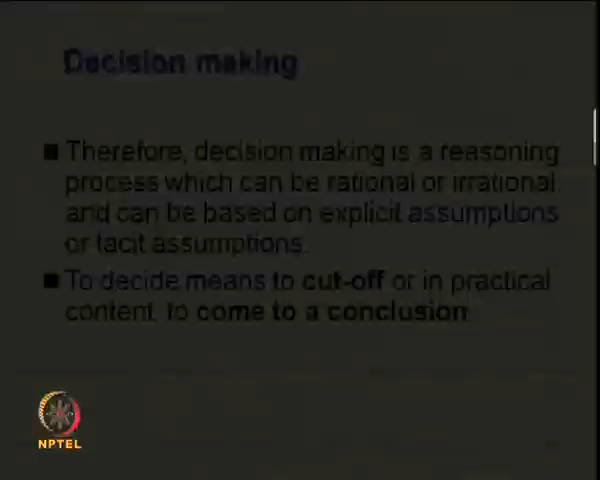 Decision making
■ Therefore, decision making is a reasoning
process which can be rational or irrational,
and can be based on explicit assumptions
or tacit assumptions.
■ To decide means to cut-off or in practical
content, to come to a conclusion.
NPTEL